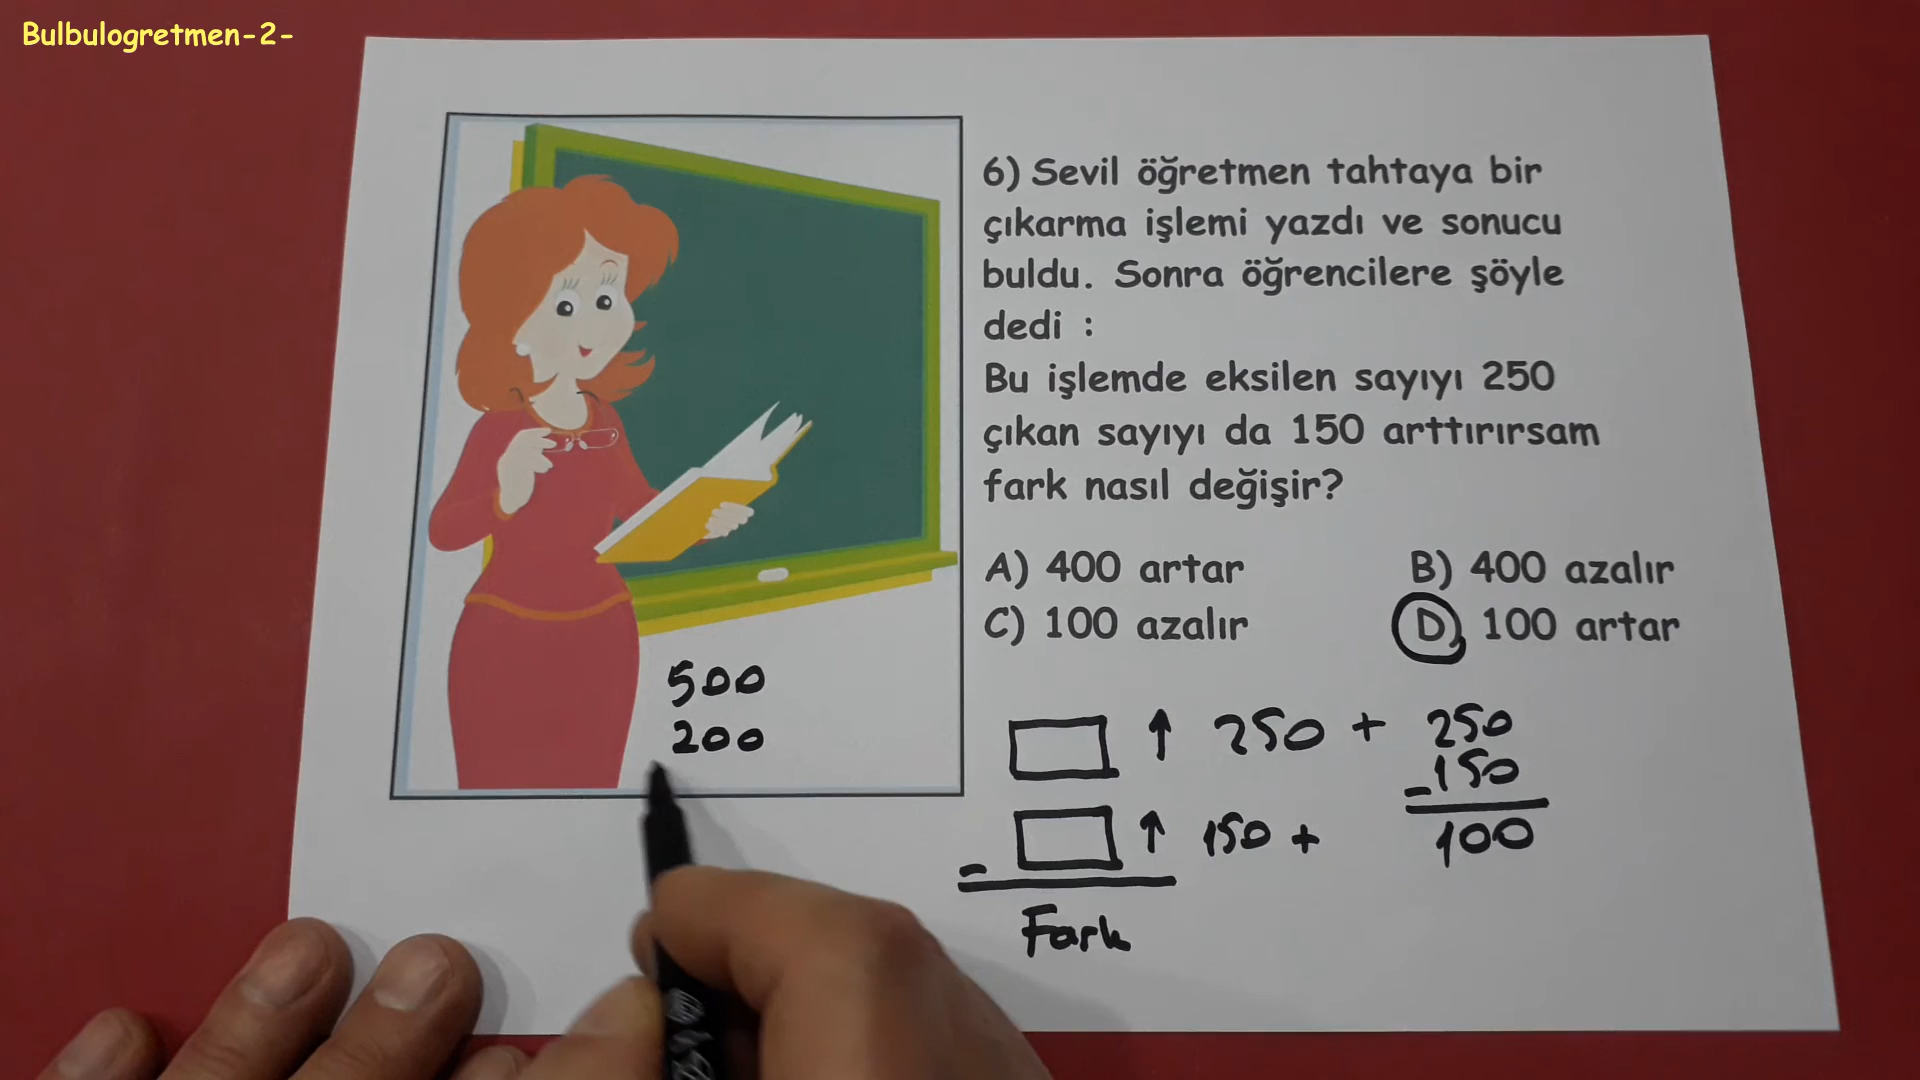 Bulbulogretmen-2-
6) Sevil öğretmen tahtaya bir
çıkarma işlemi yazdı ve sonucu
buldu. Sonra öğrencilere şöyle
dedi :
Bu işlemde eksilen sayıyı 250
çıkan sayıyı da 150 arttırırsam
fark nasıl değişir?
A) 400 artar B) 400 azalır
C) 100 azalır D) 100 artar
500
200
↑ 250 + 250
- 150
↑ 150 + 100
-
Fark